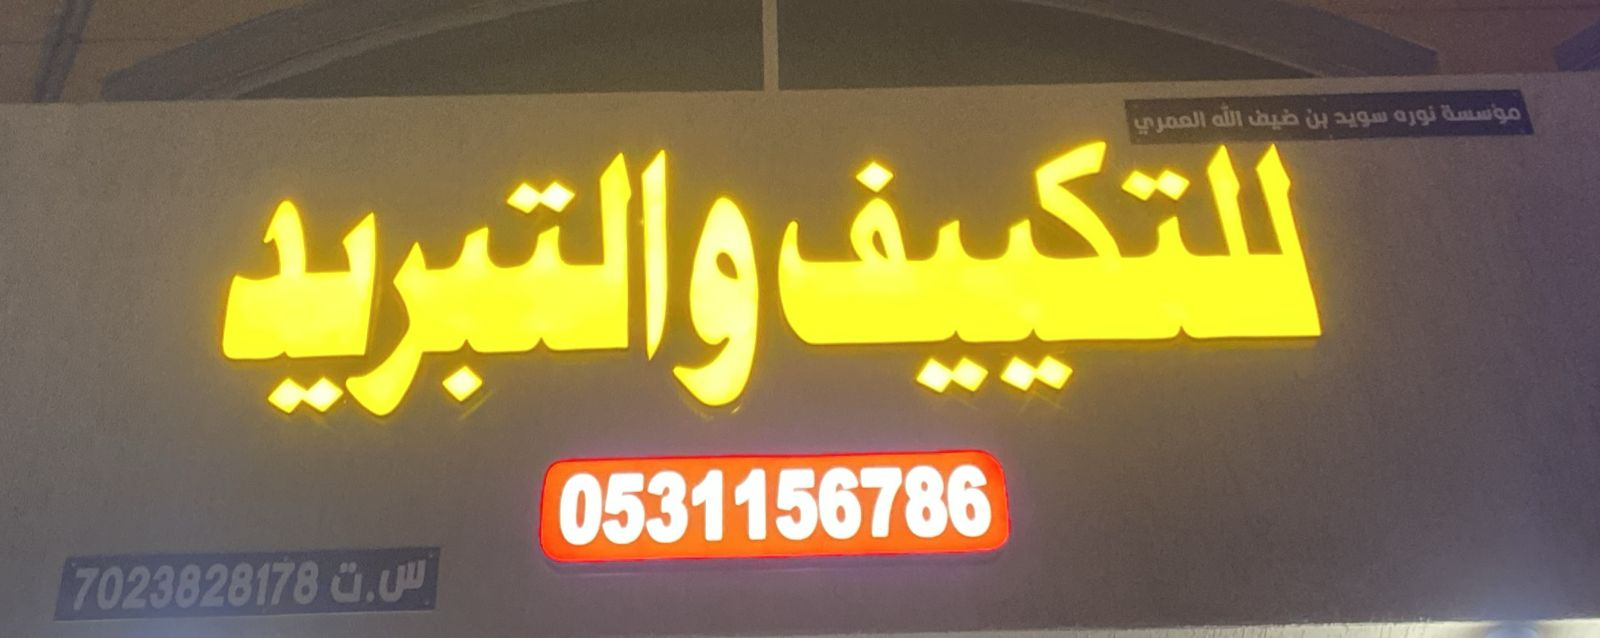 مؤسسة نوره سويد بن ضيف الله العمري
للتكييف والتبريد
0531156786
س.ت 7023828178